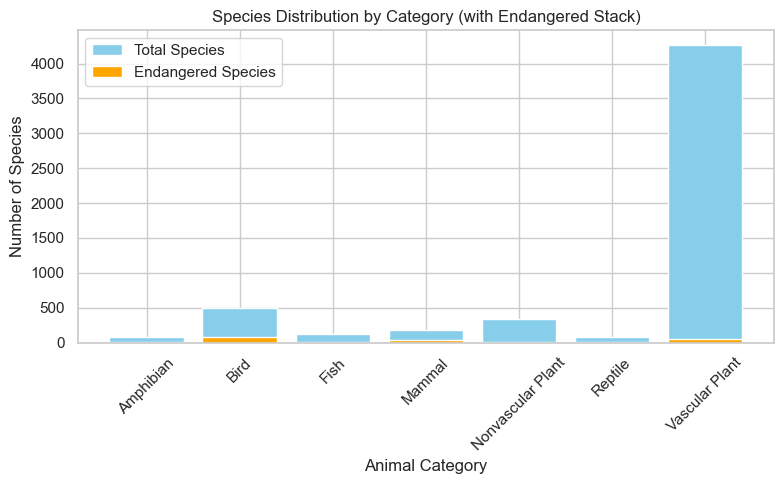 Species Distribution by Category (with Endangered Stack)
Total Species
Endangered Species
Number of Species
4000
3500
3000
2500
2000
1500
1000
500
0
Amphibian
Bird
Fish
Mammal
Nonvascular Plant
Reptile
Vascular Plant
Animal Category